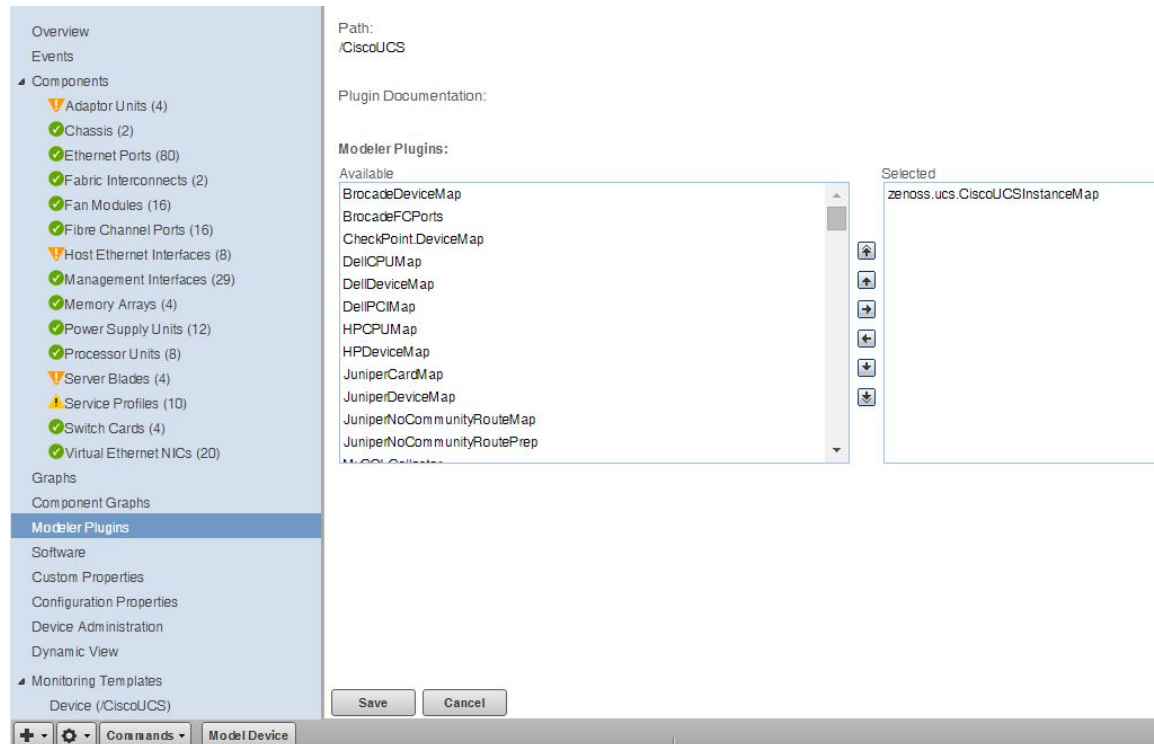 Overview
Events
Components
Adaptor Units (4)
Chassis (2)
Ethernet Ports (80)
Fabric Interconnects (2)
Fan Modules (16)
Fibre Channel Ports (16)
Host Ethernet Interfaces (8)
Management Interfaces (29)
Memory Arrays (4)
Power Supply Units (12)
Processor Units (8)
Server Blades (4)
Service Profiles (10)
Switch Cards (4)
Virtual Ethernet NICs (20)
Graphs
Component Graphs
Modeler Plugins
Software
Custom Properties
Configuration Properties
Device Administration
Dynamic View
Monitoring Templates
Device (/CiscoUCS)
Commands
Model Device
Path:
/CiscoUCS
Plugin Documentation:
Modeler Plugins:
Available
BrocadeDeviceMap
BrocadeFCPorts
CheckPoint.DeviceMap
DellCPUMap
DellDeviceMap
DellPCIMap
HPCPUMap
HPDeviceMap
JuniperCardMap
JuniperDeviceMap
JuniperNoCommunityRouteMap
JuniperNoCommunityRoutePrep
Selected
zenoss.ucs.CiscoUCSInstanceMap
Save
Cancel